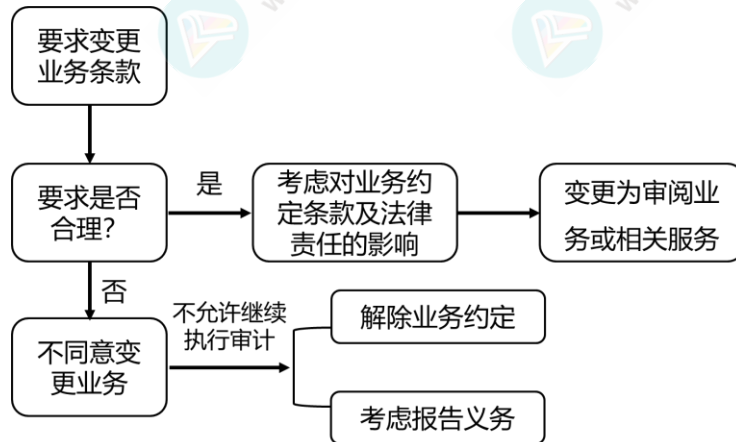 要求变更
业务条款
要求是否
合理?
是
考虑对业务约
定条款及法律
责任的影响
变更为审阅业
务或相关服务
否
不同意变
更业务
不允许继续
执行审计
解除业务约定
考虑报告义务